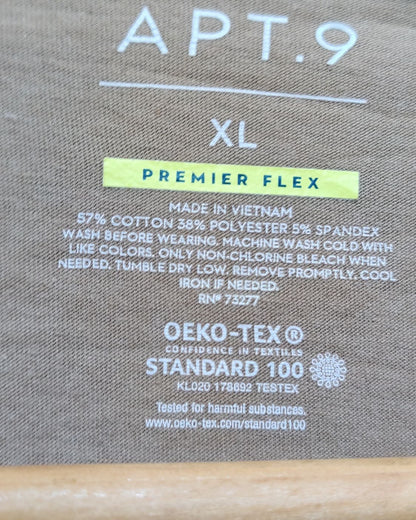 APT.9
XL
PREMIER FLEX
MADE IN VIETNAM
57% COTTON 38% POLYESTER 5% SPANDEX
WASH BEFORE WEARING. MACHINE WASH COLD WITH
LIKE COLORS. ONLY NON-CHLORINE BLEACH WHEN
NEEDED. TUMBLE DRY LOW. REMOVE PROMPTLY. COOL
IRON IF NEEDED.
RN# 73277
OEKO-TEX®
CONFIDENCE IN TEXTILES
STANDARD 100
KL020 178892 TESTEX
Tested for harmful substances.
www.oeko-tex.com/standard100